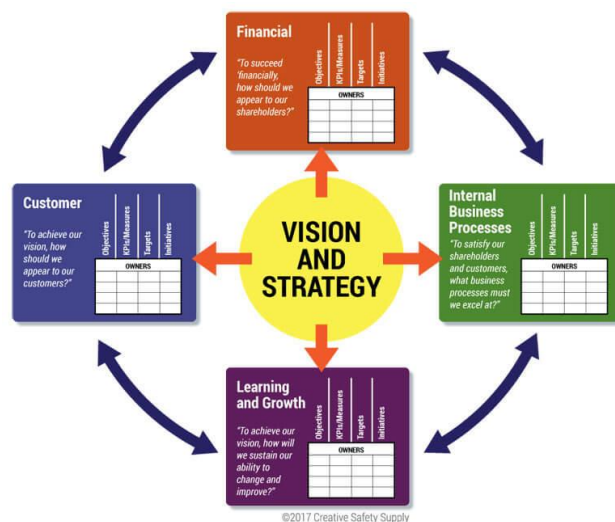 Financial
"To succeed
'financially,
how should we
appear to our
shareholders?"
Objectives
KPIs/Measures
Targets
Initiatives
OWNERS
Customer
"To achieve our
vision, how
should we
appear to our
customers?"
Objectives
KPIs/Measures
Targets
Initiatives
OWNERS
VISION
AND
STRATEGY
Internal
Business
Processes
"To satisfy our
shareholders
and customers,
what business
processes must
we excel at?"
Objectives
KPIs/Measures
Targets
Initiatives
OWNERS
Learning
and Growth
"To achieve our
vision, how will
we sustain our
ability to
change and
improve?"
Objectives
KPIs/Measures
Targets
Initiatives
OWNERS
©2017 Creative Safety Supply